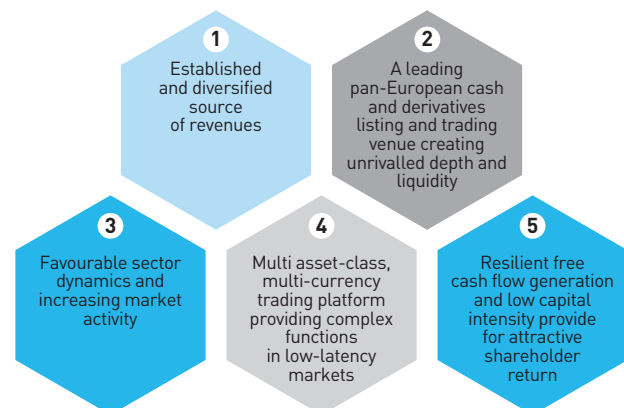 1
Established
and diversified
source
of revenues
2
A leading
pan-European cash
and derivatives
listing and trading
venue creating
unrivalled depth and
liquidity
3
Favourable sector
dynamics and
increasing market
activity
4
Multi asset-class,
multi-currency
trading platform
providing complex
functions
in low-latency
markets
5
Resilient free
cash flow generation
and low capital
intensity provide
for attractive
shareholder
return